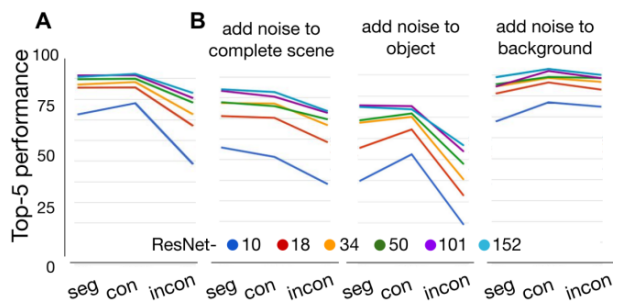 A
B
add noise to
complete scene
add noise to
object
add noise to
background
Top-5 performance
100
75
50
25
0
ResNet- 10 18 34 50 101 152
seg con incon seg con incon seg con incon seg con incon